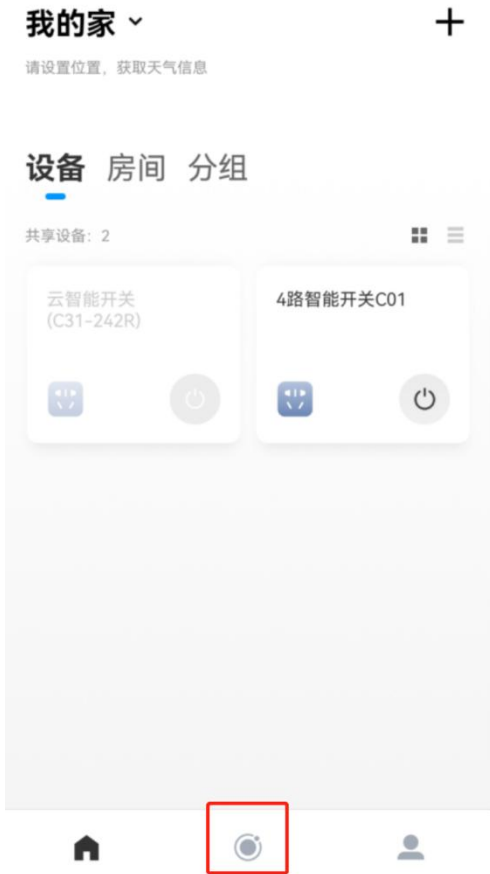 我的家
请设置位置，获取天气信息
设备 房间 分组
共享设备：2
云智能开关
(C31-242R)
4路智能开关C01